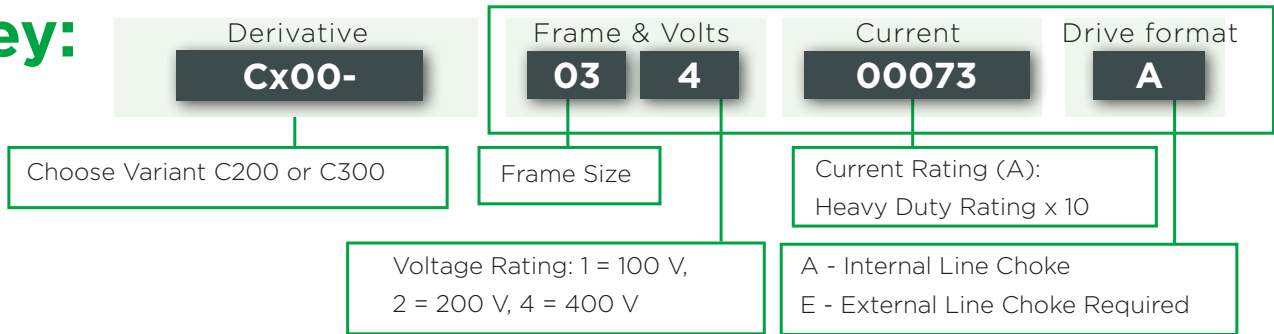 ey:
Derivative
Frame & Volts
Current
Drive format
Cx00-
03
4
00073
A
Choose Variant C200 or C300
Frame Size
Current Rating (A):
Heavy Duty Rating x 10
Voltage Rating: 1 = 100 V,
2 = 200 V, 4 = 400 V
A - Internal Line Choke
E - External Line Choke Required